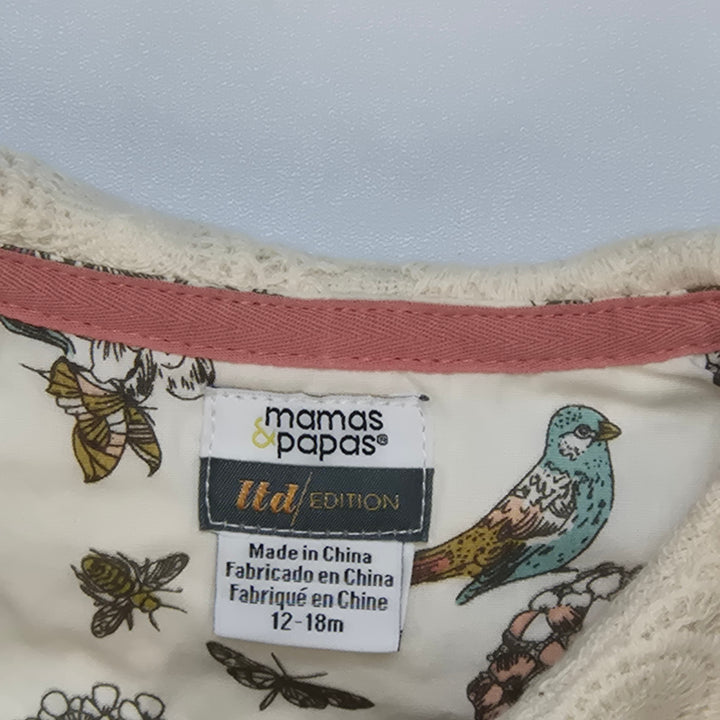 mamas
&papas®
ltd/EDITION
Made in China
Fabricado en China
Fabriqué en Chine
12-18m